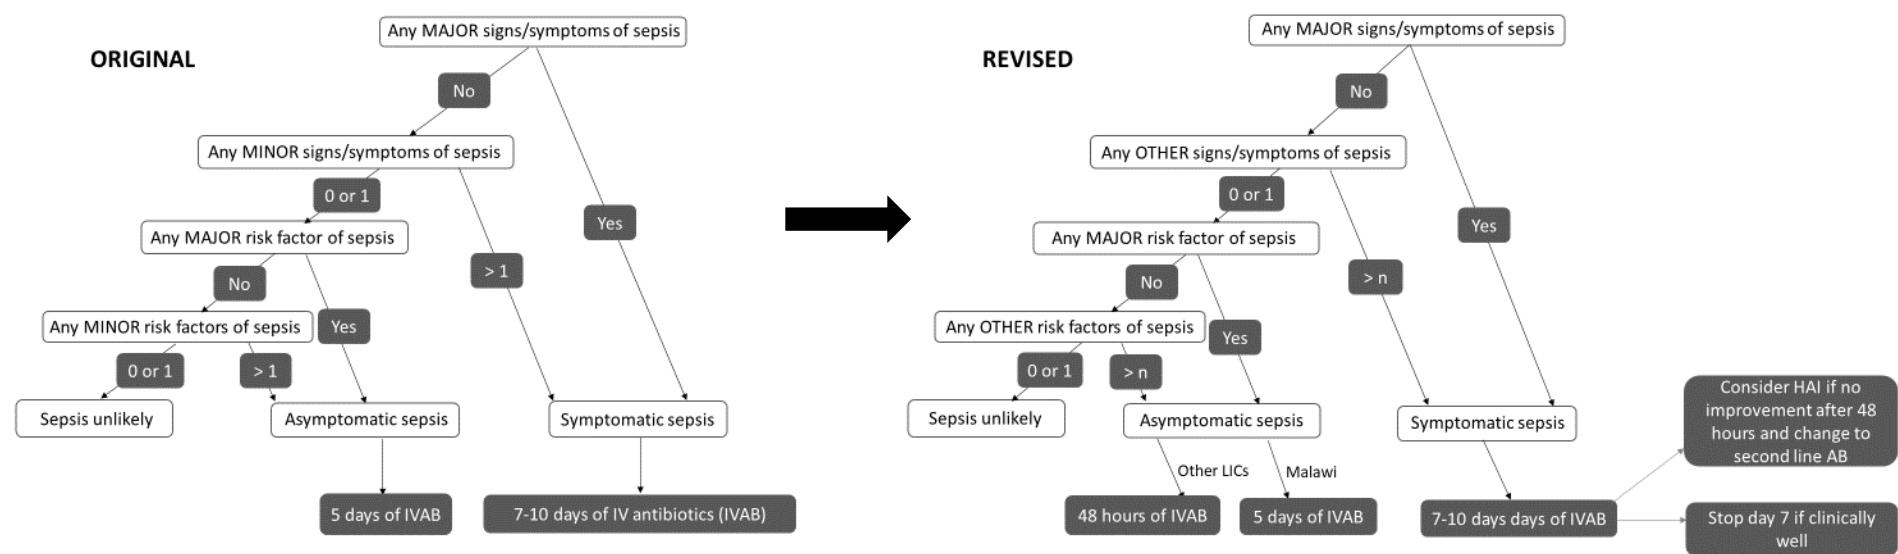 ORIGINAL
Any MAJOR signs/symptoms of sepsis
No
Any MINOR signs/symptoms of sepsis
0 or 1
Yes
Any MAJOR risk factor of sepsis
> 1
No
Any MINOR risk factors of sepsis
Yes
0 or 1
> 1
Sepsis unlikely
Asymptomatic sepsis
Symptomatic sepsis
5 days of IVAB
7-10 days of IV antibiotics (IVAB)
REVISED
Any MAJOR signs/symptoms of sepsis
No
Any OTHER signs/symptoms of sepsis
0 or 1
Yes
Any MAJOR risk factor of sepsis
> n
No
Any OTHER risk factors of sepsis
Yes
0 or 1
> n
Sepsis unlikely
Asymptomatic sepsis
Symptomatic sepsis
Other LICs
Malawi
48 hours of IVAB
5 days of IVAB
7-10 days days of IVAB
Consider HAI if no
improvement after 48
hours and change to
second line AB
Stop day 7 if clinically
well